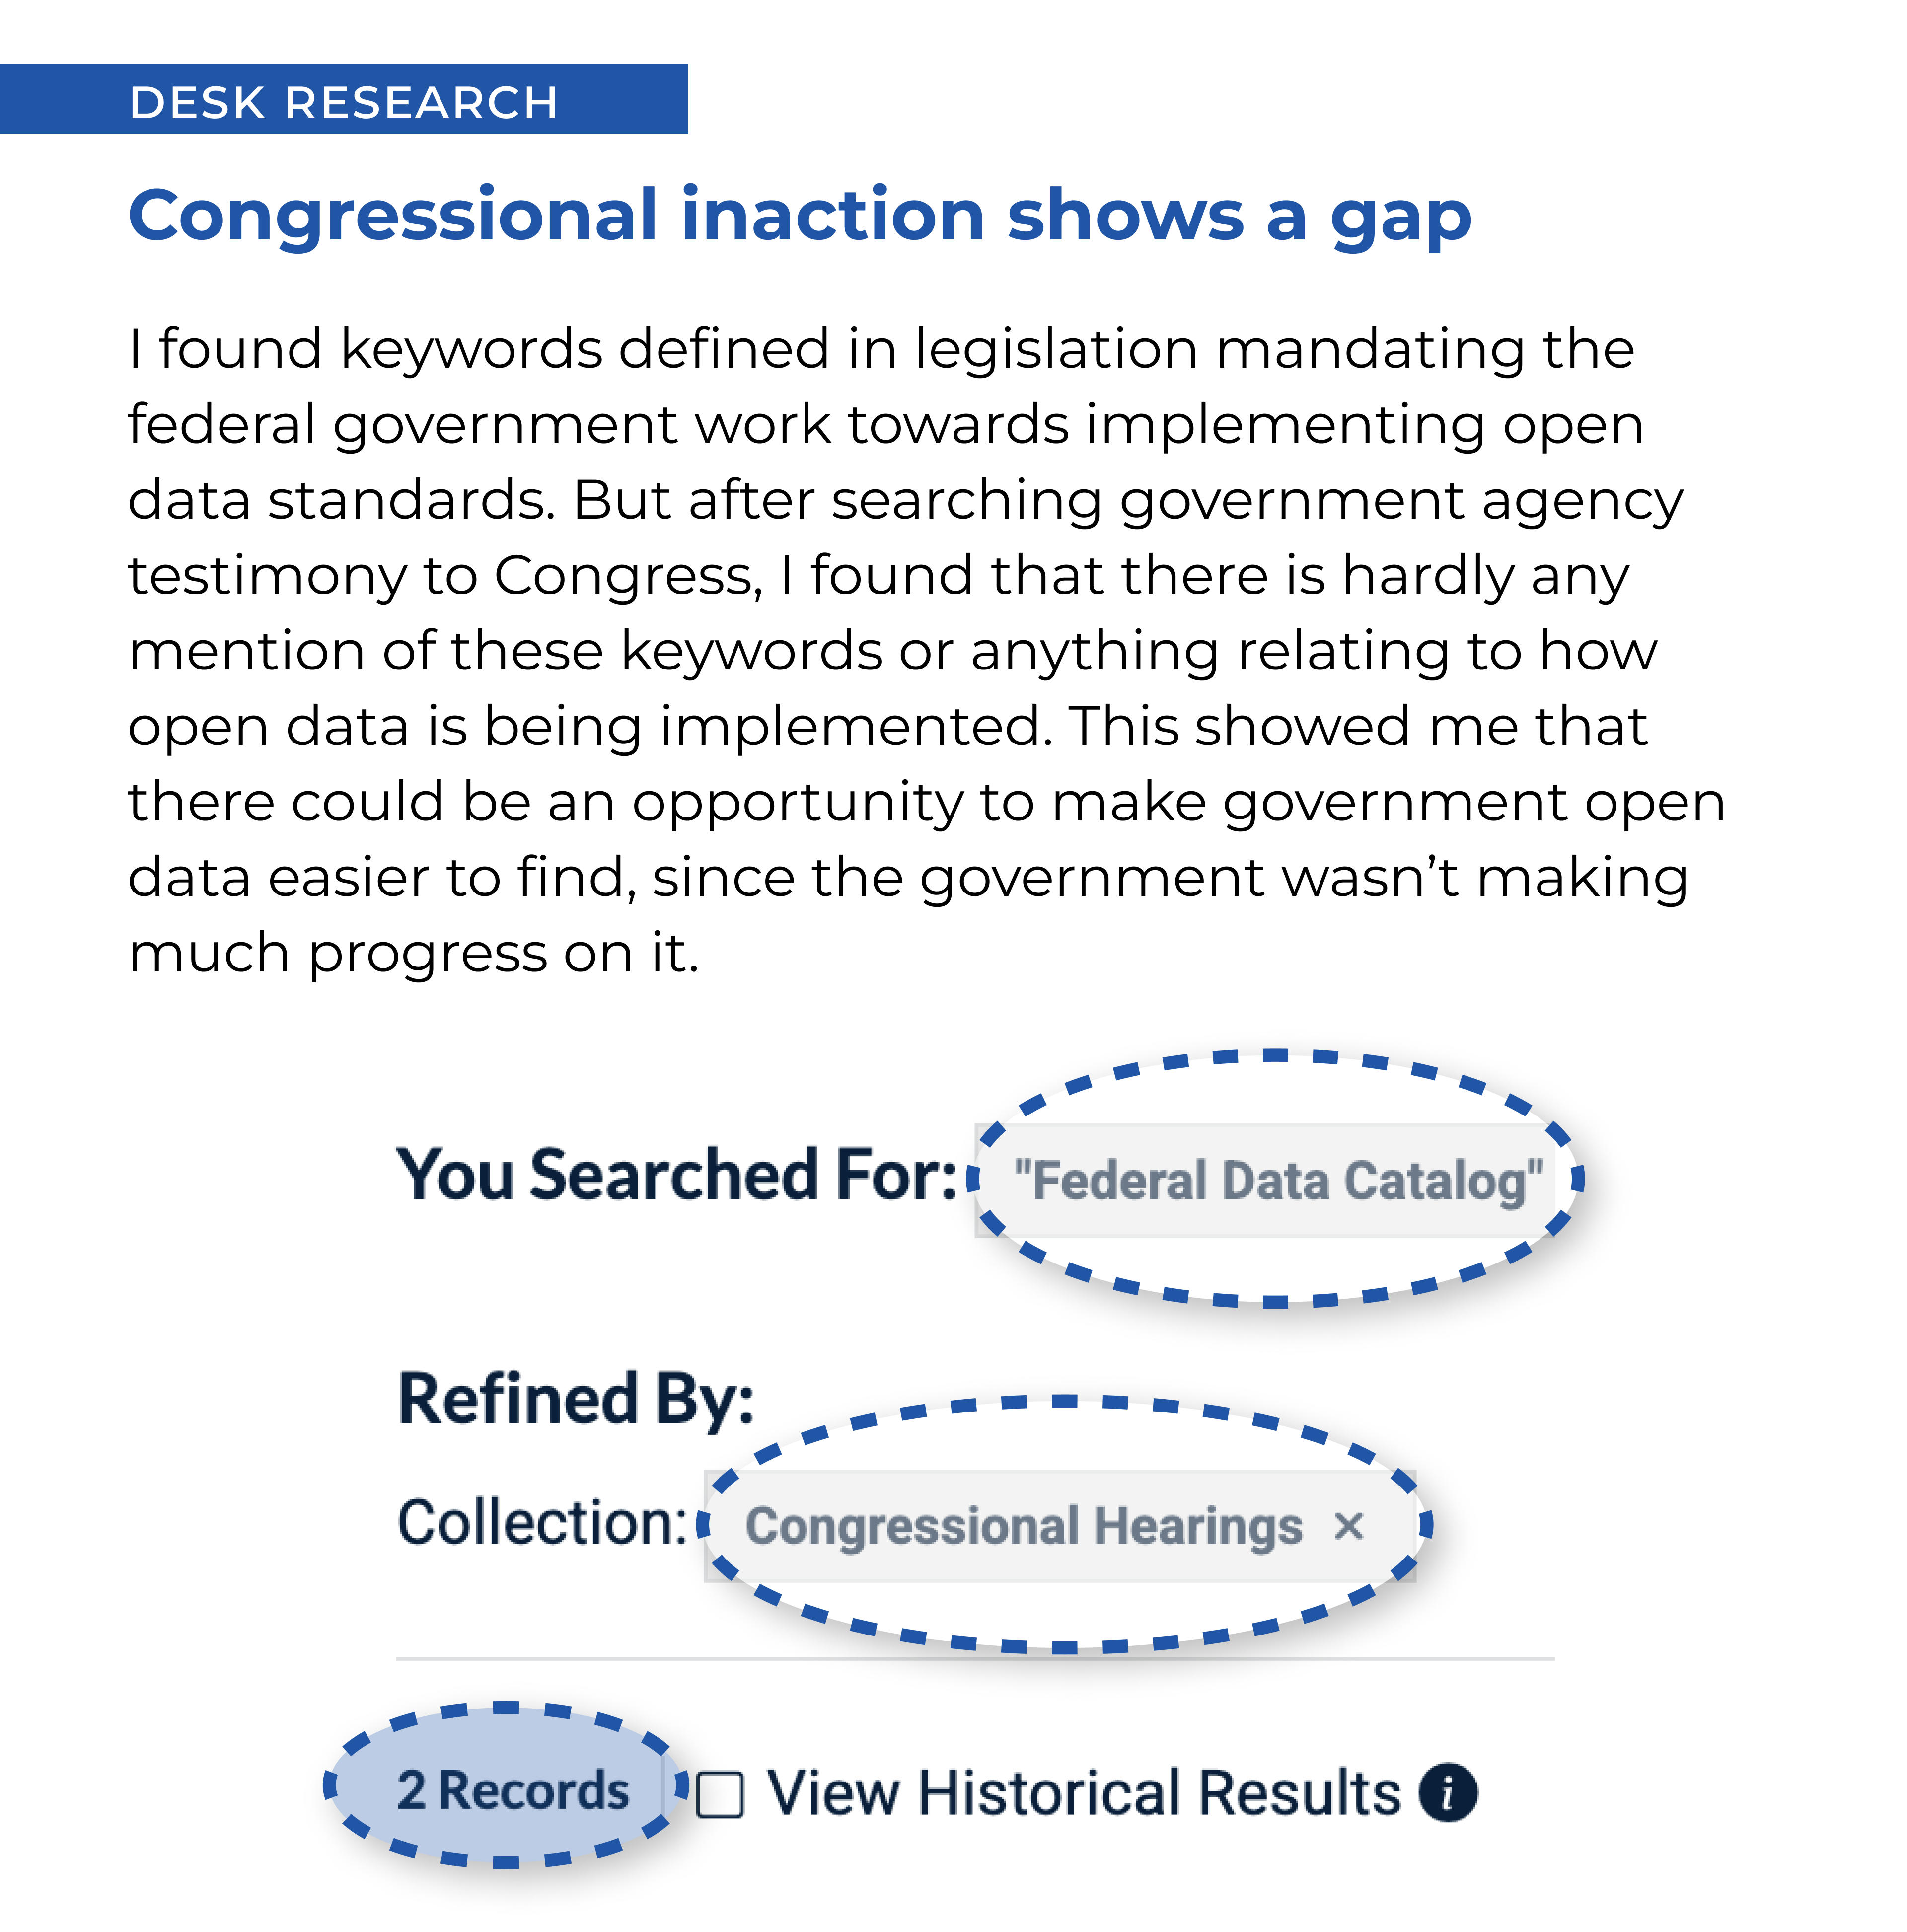 DESK RESEARCH
Congressional inaction shows a gap
I found keywords defined in legislation mandating the
federal government work towards implementing open
data standards. But after searching government agency
testimony to Congress, I found that there is hardly any
mention of these keywords or anything relating to how
open data is being implemented. This showed me that
there could be an opportunity to make government open
data easier to find, since the government wasn’t making
much progress on it.
You Searched For: "Federal Data Catalog"
Refined By:
Collection: Congressional Hearings ×
2 Records View Historical Results i